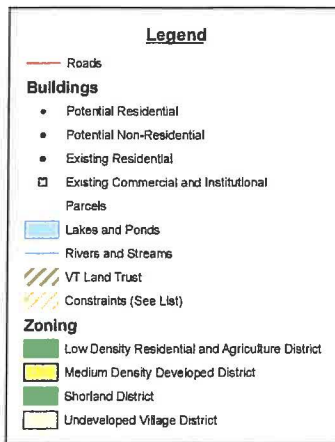 Legend
Roads
Buildings
Potential Residential
Potential Non-Residential
Existing Residential
Existing Commercial and Institutional
Parcels
Lakes and Ponds
Rivers and Streams
VT Land Trust
Constraints (See List)
Zoning
Low Density Residential and Agriculture District
Medium Density Developed District
Shorland District
Undeveloped Village District